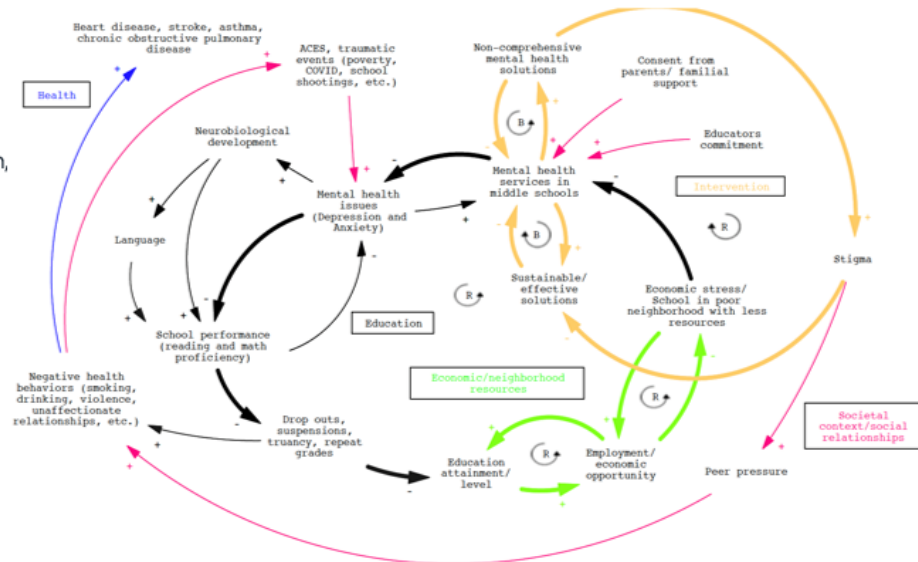 Heart disease, stroke, asthma,
chronic obstructive pulmonary
disease
ACES, traumatic
events (poverty,
COVID, school
shootings, etc.)
Non-comprehensive
mental health
solutions
Consent from
parents/ familial
support
Health
Educators
commitment
Neurobiological
development
Mental health
services in
middle schools
Intervention
Mental health
issues
(Depression and
Anxiety)
Language
Stigma
Sustainable/
effective
solutions
Economic stress/
School in poor
neighborhood with less
resources
Education
School performance
(reading and math
proficiency)
Economic/neighborhood
resources
Negative health
behaviors (smoking,
drinking, violence,
unaffectionate
relationships, etc.)
Societal
context/social
relationships
Drop outs,
suspensions,
truancy, repeat
grades
Education
attainment/
level
Employment/
economic
opportunity
Peer pressure
B
B
R
R
R
R